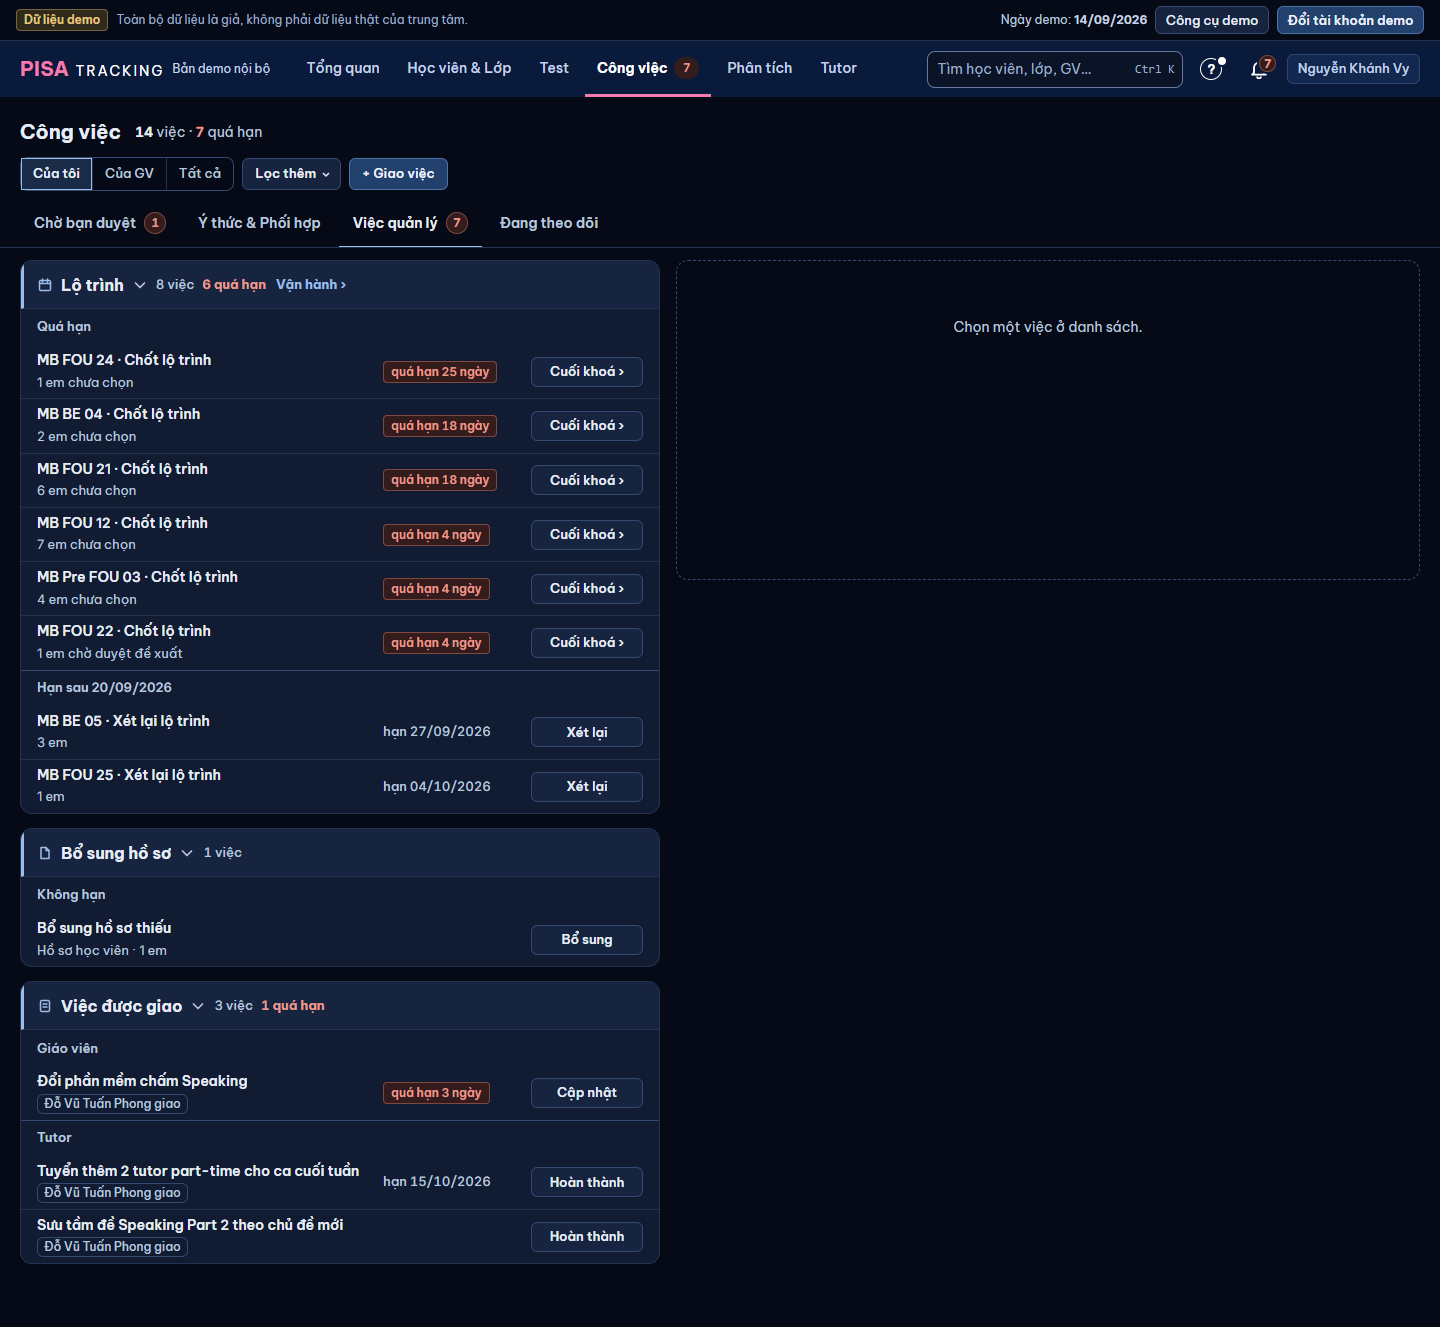 Dữ liệu demo Toàn bộ dữ liệu là giả, không phải dữ liệu thật của trung tâm. Ngày demo: 14/09/2026 Công cụ demo Đổi tài khoản demo
PISA TRACKING Bản demo nội bộ Tổng quan Học viên & Lớp Test Công việc 7 Phân tích Tutor Tìm học viên, lớp, GV... Ctrl K ? 7 Nguyễn Khánh Vy
Công việc 14 việc · 7 quá hạn
Của tôi Của GV Tất cả Lọc thêm + Giao việc
Chờ bạn duyệt 1 Ý thức & Phối hợp Việc quản lý 7 Đang theo dõi
Lộ trình 8 việc 6 quá hạn Vận hành ›
Quá hạn
MB FOU 24 · Chốt lộ trình
1 em chưa chọn
quá hạn 25 ngày Cuối khoá ›
MB BE 04 · Chốt lộ trình
2 em chưa chọn
quá hạn 18 ngày Cuối khoá ›
MB FOU 21 · Chốt lộ trình
6 em chưa chọn
quá hạn 18 ngày Cuối khoá ›
MB FOU 12 · Chốt lộ trình
7 em chưa chọn
quá hạn 4 ngày Cuối khoá ›
MB Pre FOU 03 · Chốt lộ trình
4 em chưa chọn
quá hạn 4 ngày Cuối khoá ›
MB FOU 22 · Chốt lộ trình
1 em chờ duyệt đề xuất
quá hạn 4 ngày Cuối khoá ›
Hạn sau 20/09/2026
MB BE 05 · Xét lại lộ trình
3 em
hạn 27/09/2026 Xét lại
MB FOU 25 · Xét lại lộ trình
1 em
hạn 04/10/2026 Xét lại
Bổ sung hồ sơ 1 việc
Không hạn
Bổ sung hồ sơ thiếu
Hồ sơ học viên · 1 em
Bổ sung
Việc được giao 3 việc 1 quá hạn
Giáo viên
Đổi phần mềm chấm Speaking
Đỗ Vũ Tuấn Phong giao
quá hạn 3 ngày Cập nhật
Tutor
Tuyển thêm 2 tutor part-time cho ca cuối tuần
Đỗ Vũ Tuấn Phong giao
hạn 15/10/2026 Hoàn thành
Sưu tầm đề Speaking Part 2 theo chủ đề mới
Đỗ Vũ Tuấn Phong giao
Hoàn thành
Chọn một việc ở danh sách.